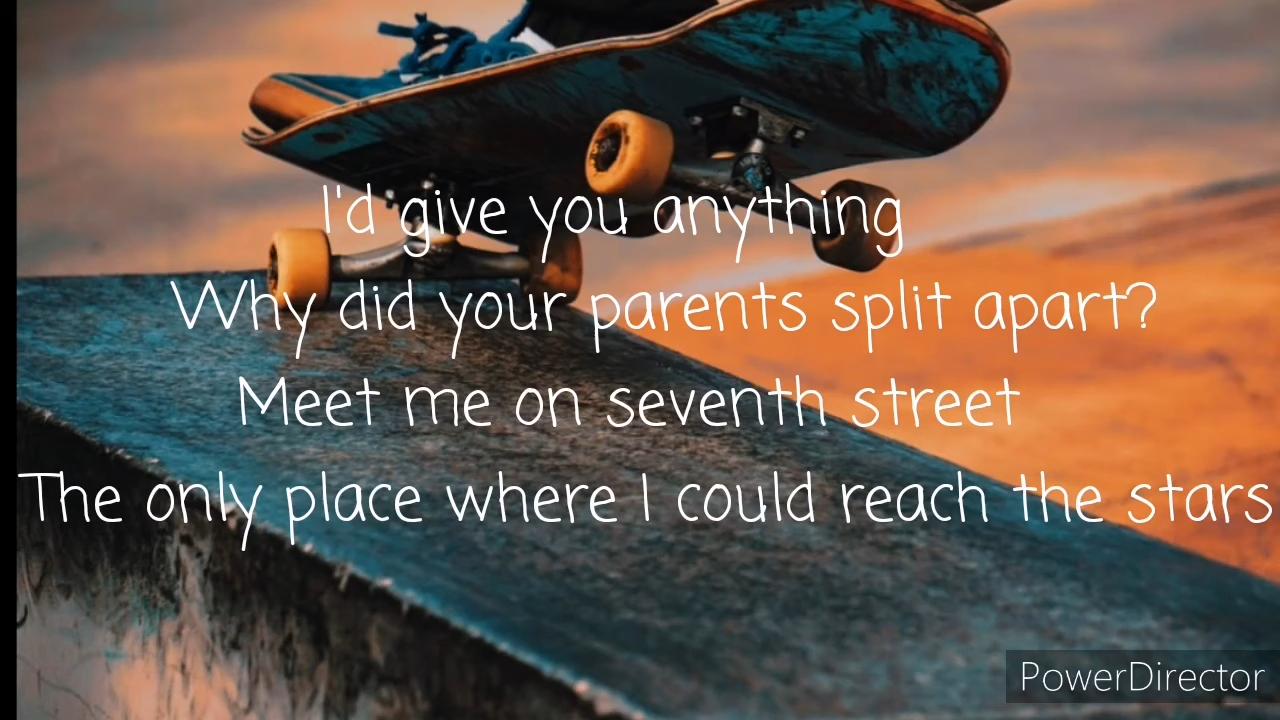 I'd give you anything
Why did your parents split apart?
Meet me on seventh street
The only place where I could reach the stars
PowerDirector